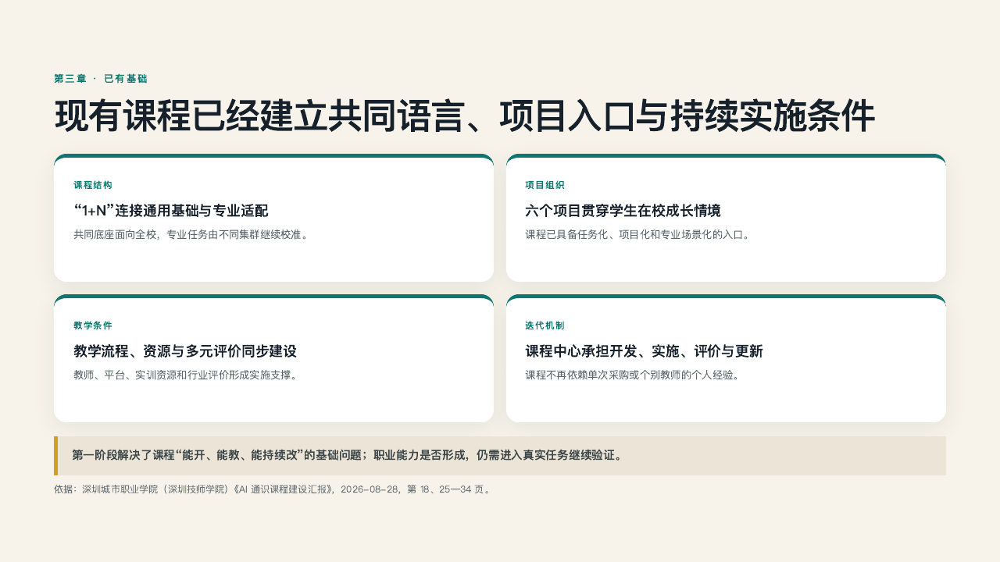 第三章 · 已有基础
现有课程已经建立共同语言、项目入口与持续实施条件
课程结构
“1+N”连接通用基础与专业适配
共同底座面向全校，专业任务由不同集群继续校准。
项目组织
六个项目贯穿学生在校成长情境
课程已具备任务化、项目化和专业场景化的入口。
教学条件
教学流程、资源与多元评价同步建设
教师、平台、实训资源和行业评价形成实施支撑。
迭代机制
课程中心承担开发、实施、评价与更新
课程不再依赖单次采购或个别教师的个人经验。
第一阶段解决了课程“能开、能教、能持续改”的基础问题；职业能力是否形成，仍需进入真实任务继续验证。
依据：深圳城市职业学院（深圳技师学院）《AI 通识课程建设汇报》，2026-08-28，第 18、25—34 页。